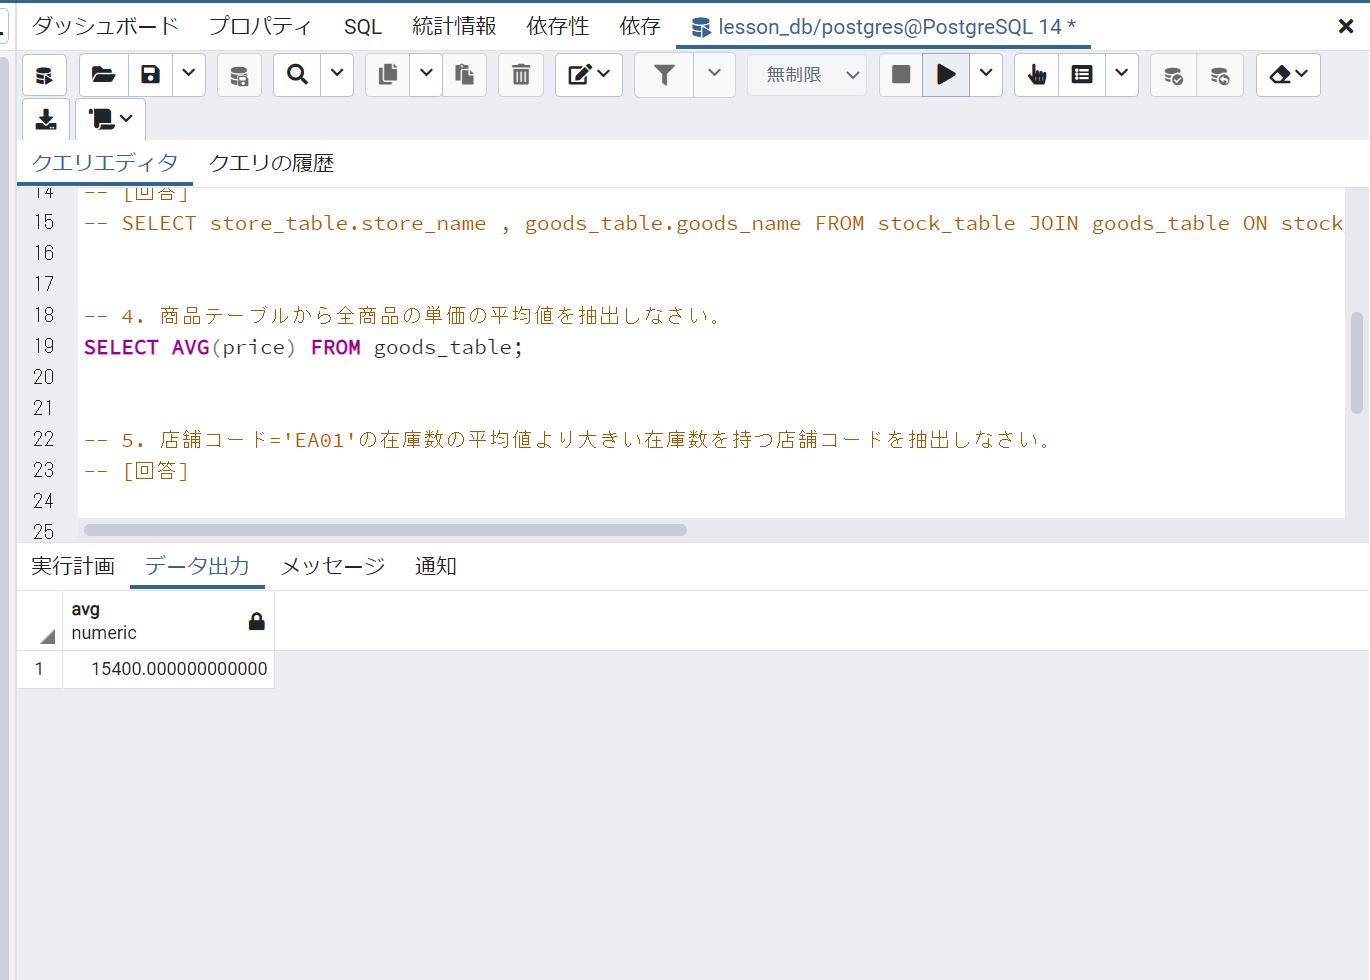 ダッシュボード プロパティ SQL 統計情報 依存性 依存 lesson_db/postgres@PostgreSQL 14 *
無制限
クエリエディタ クエリの履歴
14 -- [回答]
15 -- SELECT store_table.store_name , goods_table.goods_name FROM stock_table JOIN goods_table ON stock
16
17
18 -- 4. 商品テーブルから全商品の単価の平均値を抽出しなさい。
19 SELECT AVG(price) FROM goods_table;
20
21
22 -- 5. 店舗コード='EA01'の在庫数の平均値より大きい在庫数を持つ店舗コードを抽出しなさい。
23 -- [回答]
24
25
実行計画 データ出力 メッセージ 通知
avg
numeric
1 15400.000000000000